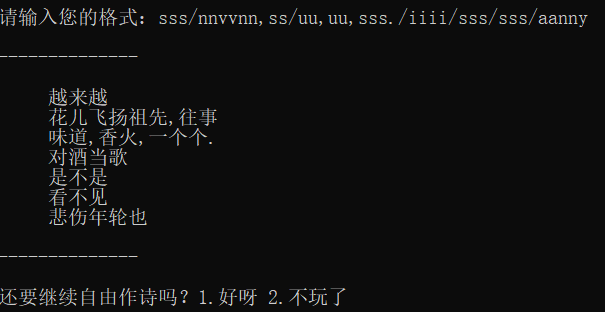 请输入您的格式: sss/nnvvnn,ss/uu,uu,sss./iiii/sss/sss/aanny
--------------
越来越
花儿飞扬祖先,往事
味道,香火,一个个.
对酒当歌
是不是
看不见
悲伤年轮也
--------------
还要继续自由作诗吗? 1.好呀 2.不玩了